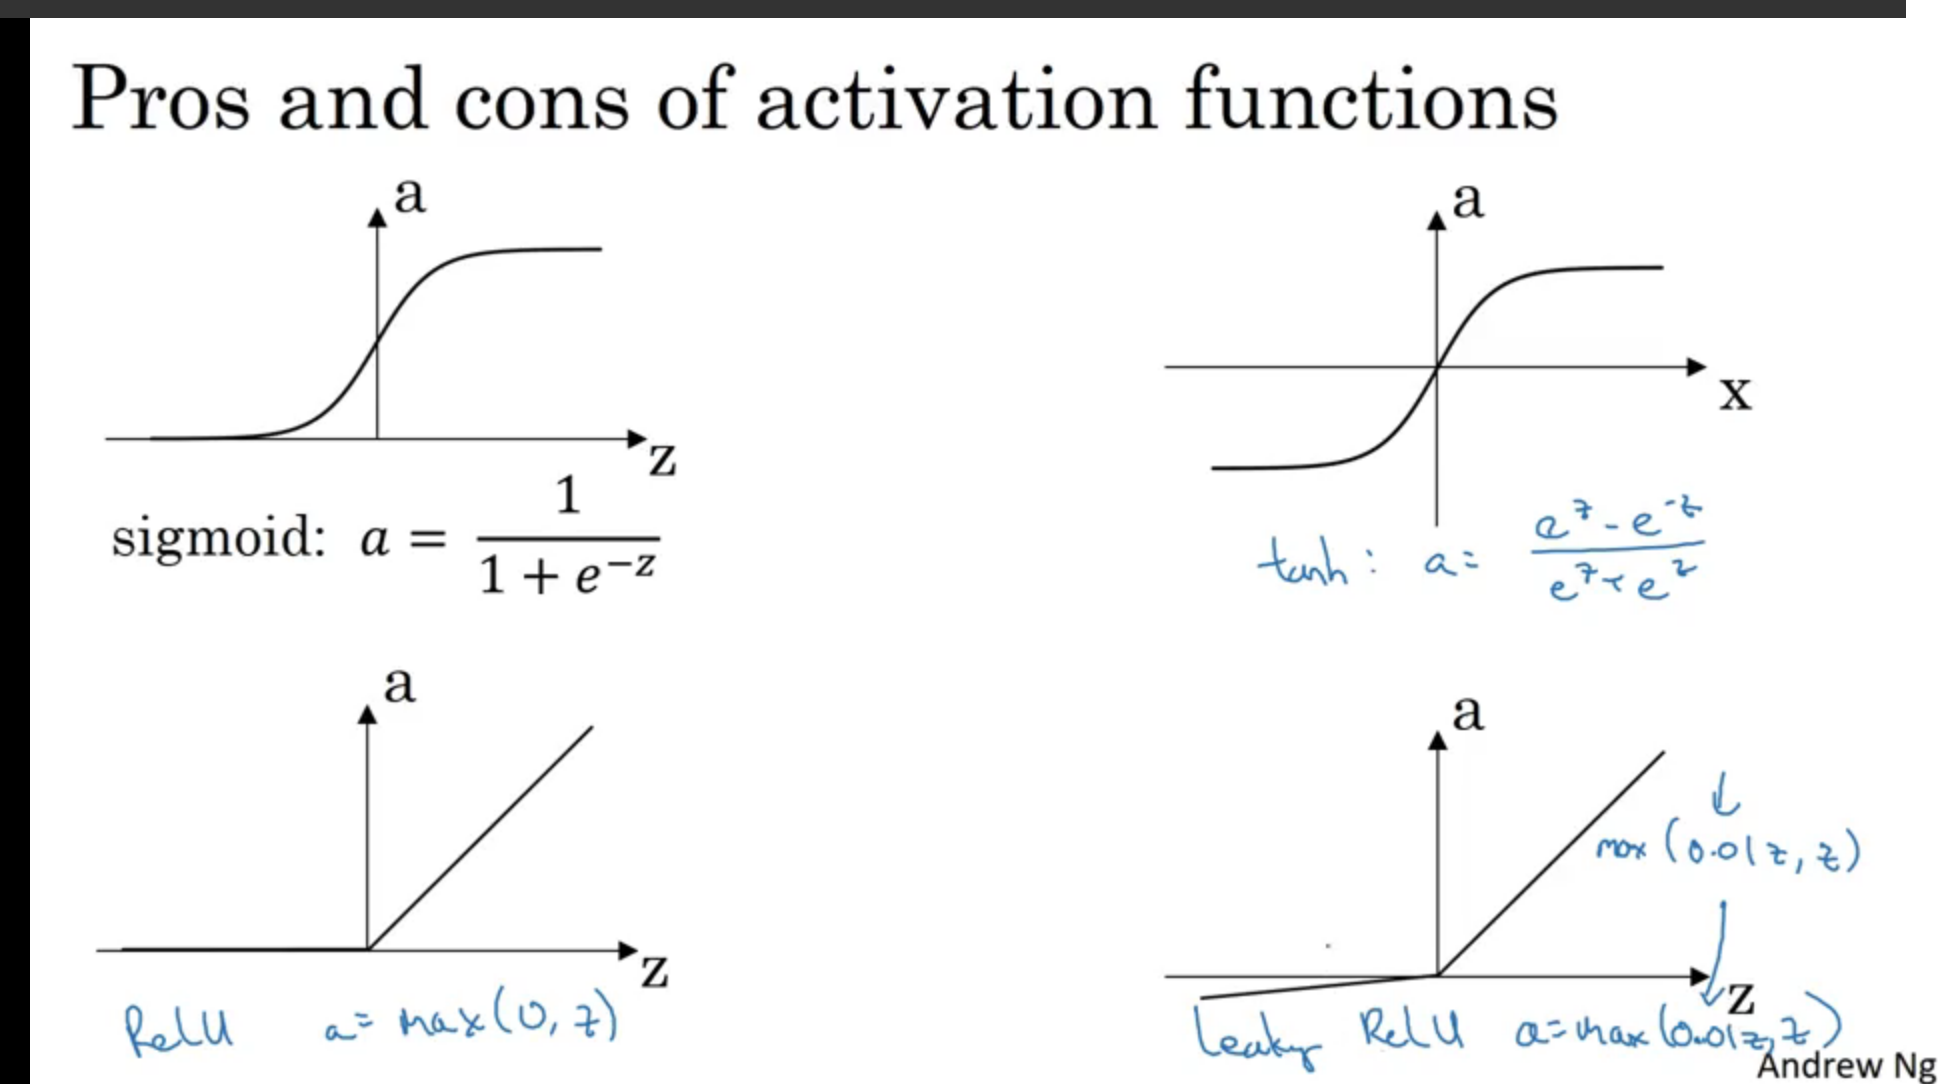 Pros and cons of activation functions
a
z
sigmoid: a = 1 / (1 + e^{-z})
a
x
tanh: a = (e^z - e^{-z}) / (e^z + e^z)
a
z
ReLU a = max(0, z)
a
max(0.01z, z)
z
Leaky ReLU a = max(0.01z, z)
Andrew Ng